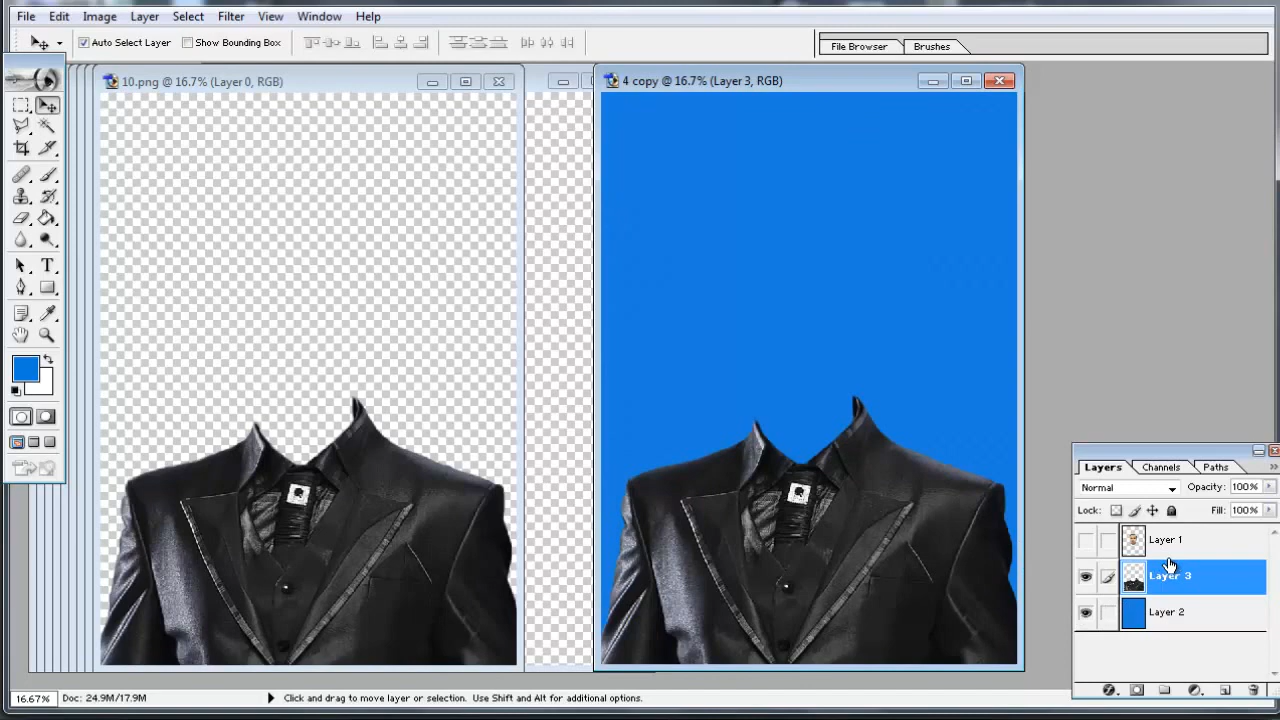 File Edit Image Layer Select Filter View Window Help
Auto Select Layer Show Bounding Box
File Browser Brushes
10.png @ 16.7% (Layer 0, RGB)
4 copy @ 16.7% (Layer 3, RGB)
Layers Channels Paths
Normal Opacity: 100%
Lock: Fill: 100%
Layer 1
Layer 3
Layer 2
16.67% Doc: 24.9M/17.9M Click and drag to move layer or selection. Use Shift and Alt for additional options.